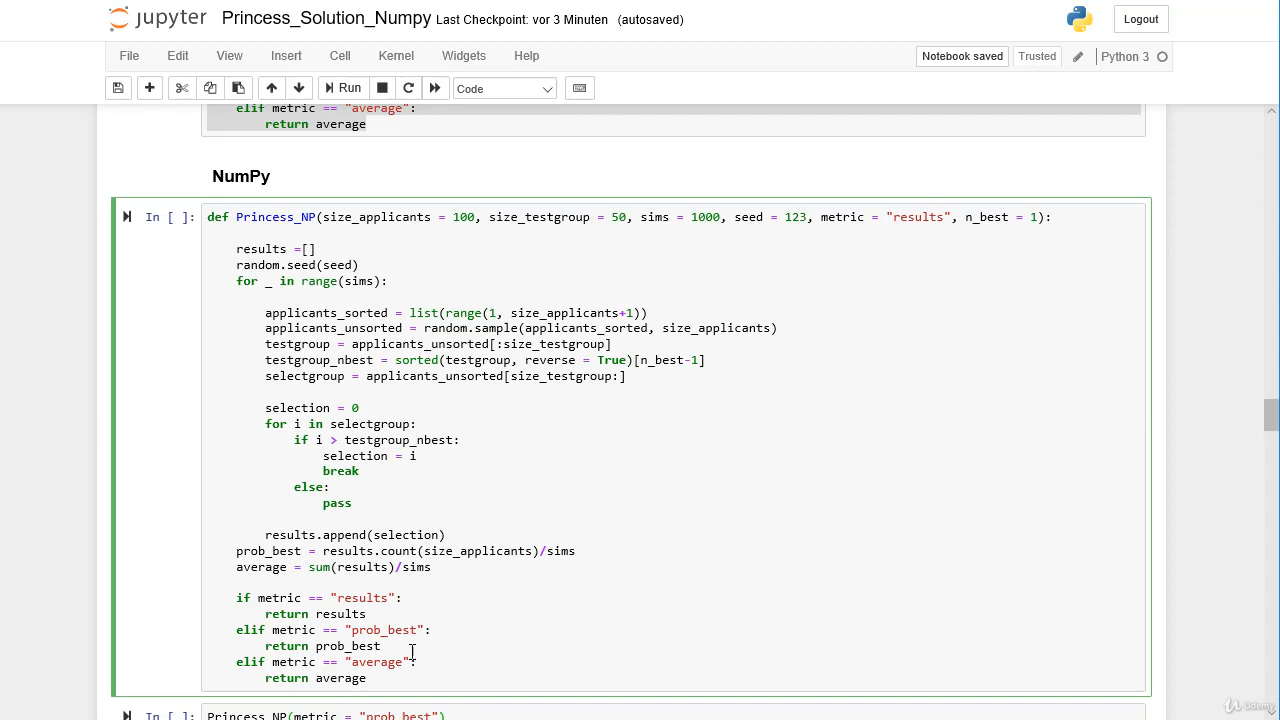 jupyter Princess_Solution_Numpy Last Checkpoint: vor 3 Minuten (autosaved)
Logout
File Edit View Insert Cell Kernel Widgets Help
Notebook saved Trusted Python 3
Run Code
elif metric == "average":
return average
NumPy
In [ ]: def Princess_NP(size_applicants = 100, size_testgroup = 50, sims = 1000, seed = 123, metric = "results", n_best = 1):
results =[]
random.seed(seed)
for _ in range(sims):
applicants_sorted = list(range(1, size_applicants+1))
applicants_unsorted = random.sample(applicants_sorted, size_applicants)
testgroup = applicants_unsorted[:size_testgroup]
testgroup_nbest = sorted(testgroup, reverse = True)[n_best-1]
selectgroup = applicants_unsorted[size_testgroup:]
selection = 0
for i in selectgroup:
if i > testgroup_nbest:
selection = i
break
else:
pass
results.append(selection)
prob_best = results.count(size_applicants)/sims
average = sum(results)/sims
if metric == "results":
return results
elif metric == "prob_best":
return prob_best
elif metric == "average":
return average
In [ ]: Princess_NP(metric = "prob_best")
Udemy